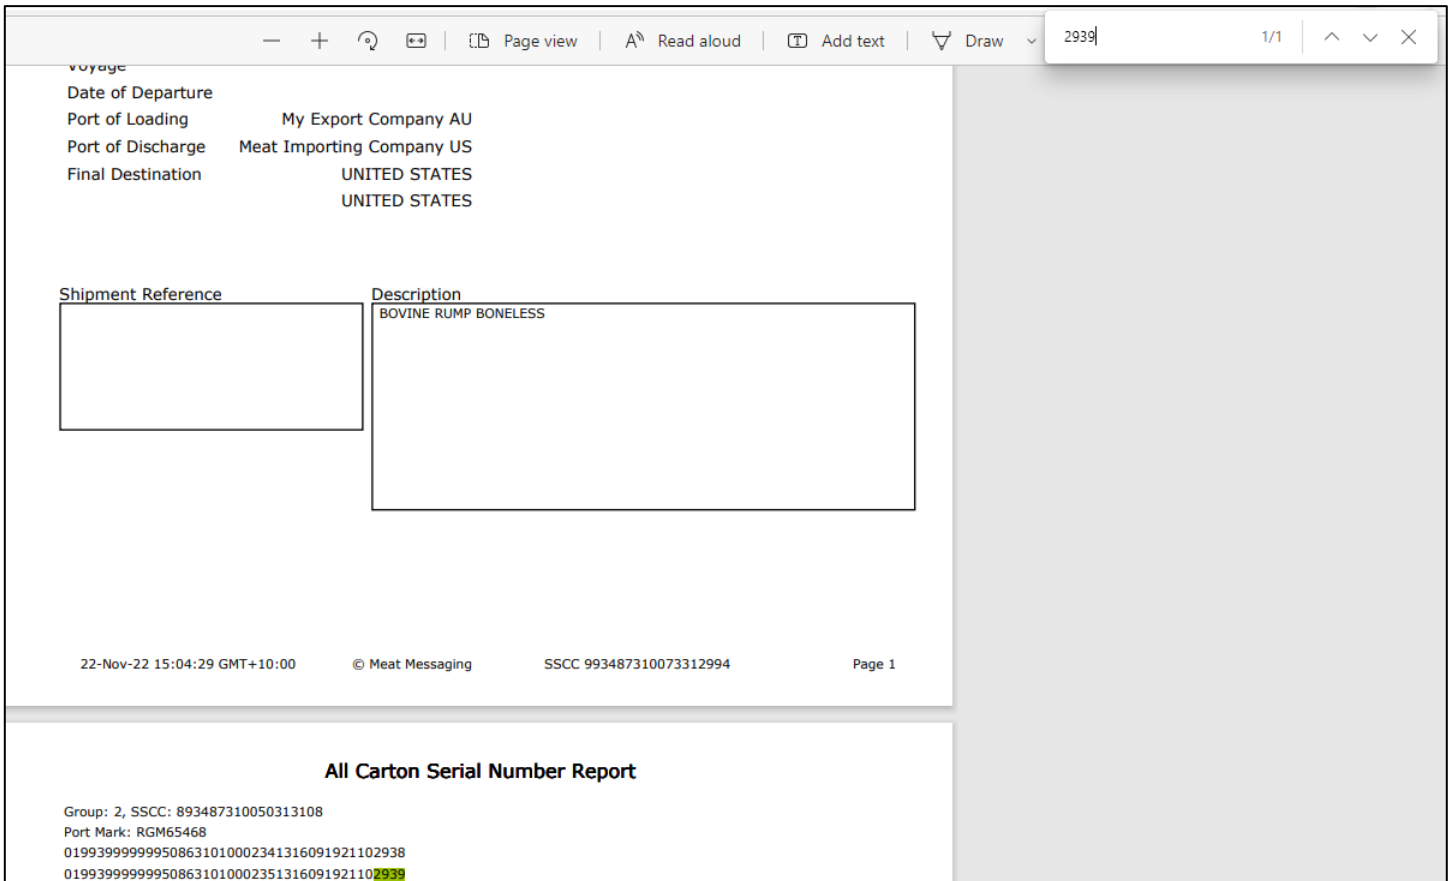 Page view
Read aloud
Add text
Draw
2939
1/1
Voyage
Date of Departure
Port of Loading My Export Company AU
Port of Discharge Meat Importing Company US
Final Destination UNITED STATES
UNITED STATES
Shipment Reference Description
BOVINE RUMP BONELESS
22-Nov-22 15:04:29 GMT+10:00 © Meat Messaging SSCC 993487310073312994 Page 1
All Carton Serial Number Report
Group: 2, SSCC: 893487310050313108
Port Mark: RGM65468
019939999999508631010002341316091921102938
019939999999508631010002351316091921102939